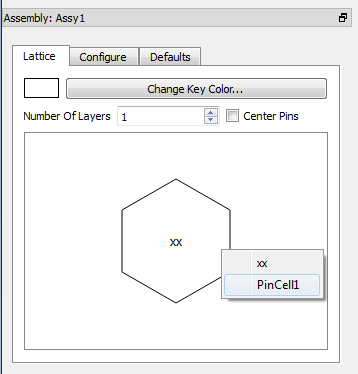 Assembly: Assy1
Lattice Configure Defaults
Change Key Color...
Number Of Layers 1 Center Pins
xx
xx
PinCell1